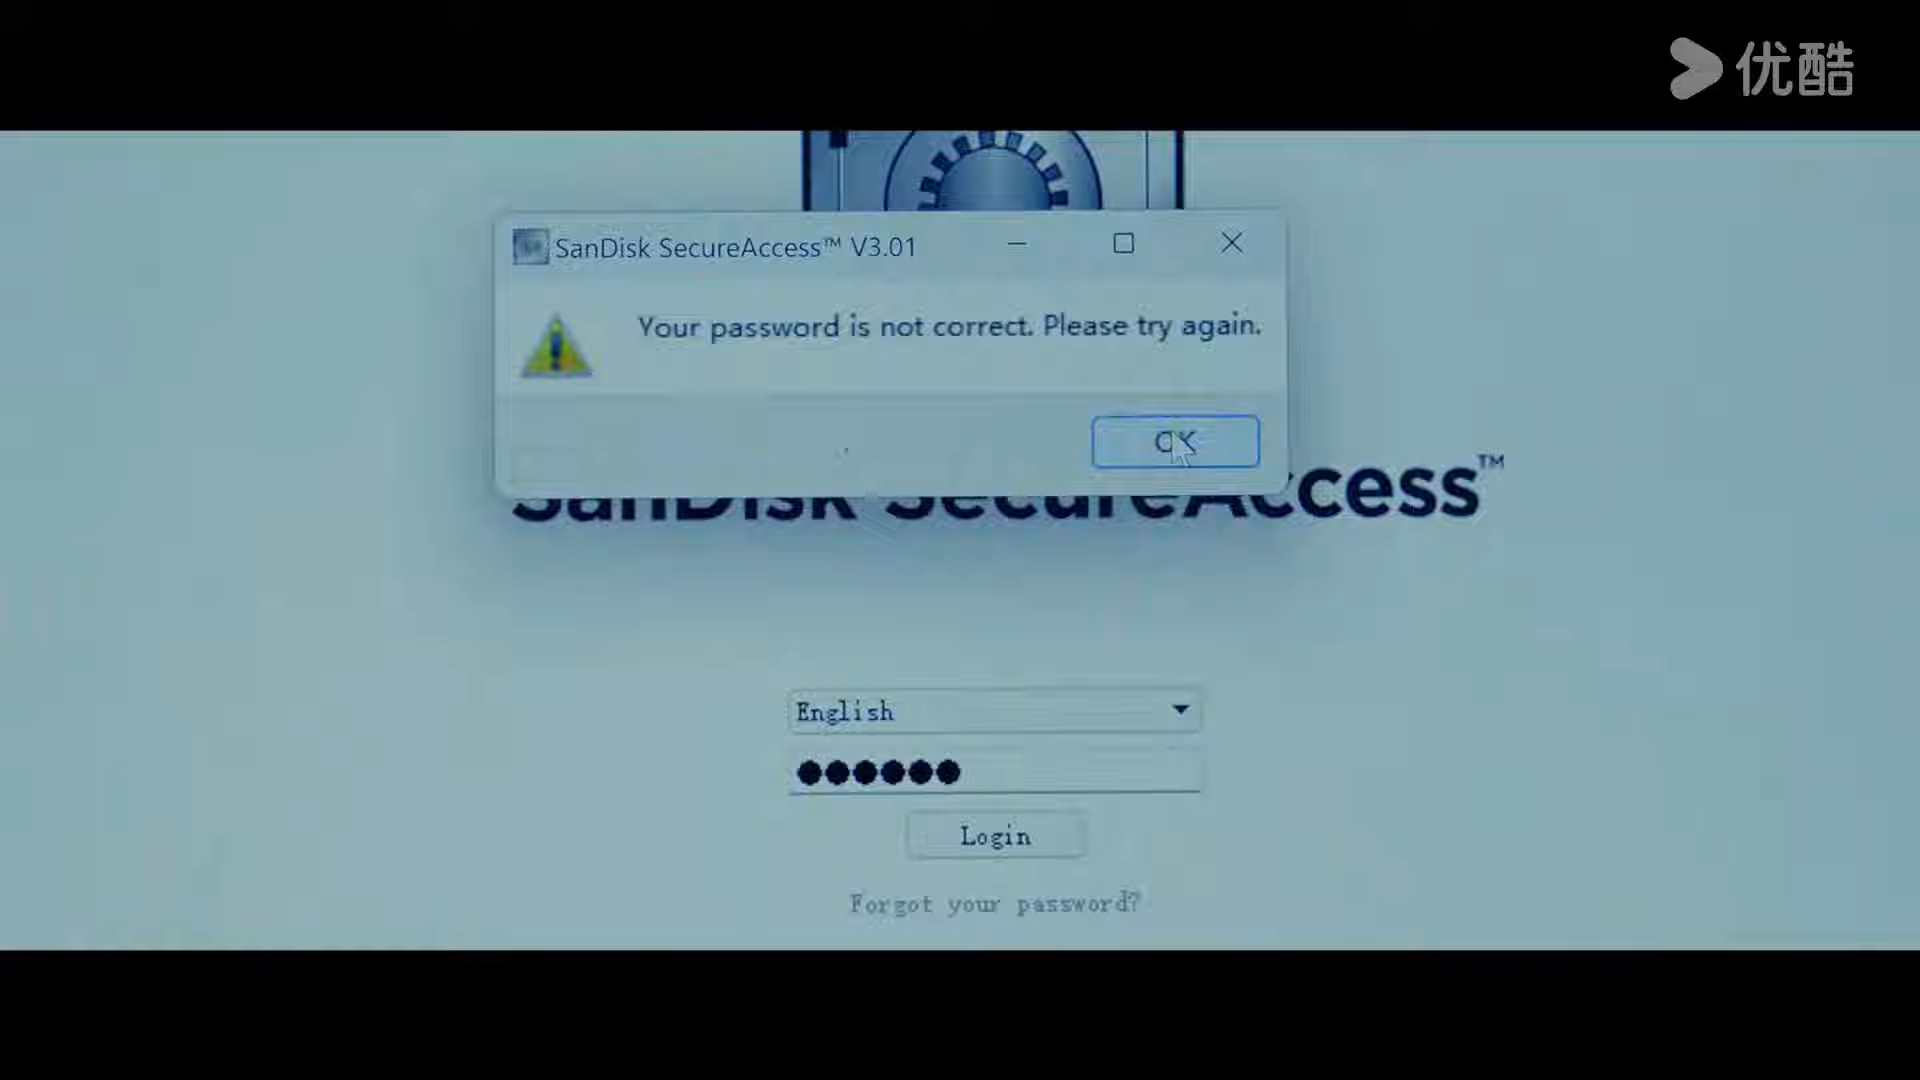 优酷
SanDisk SecureAccess™ V3.01
Your password is not correct. Please try again.
OK
SanDisk SecureAccess™
English
Login
Forgot your password?